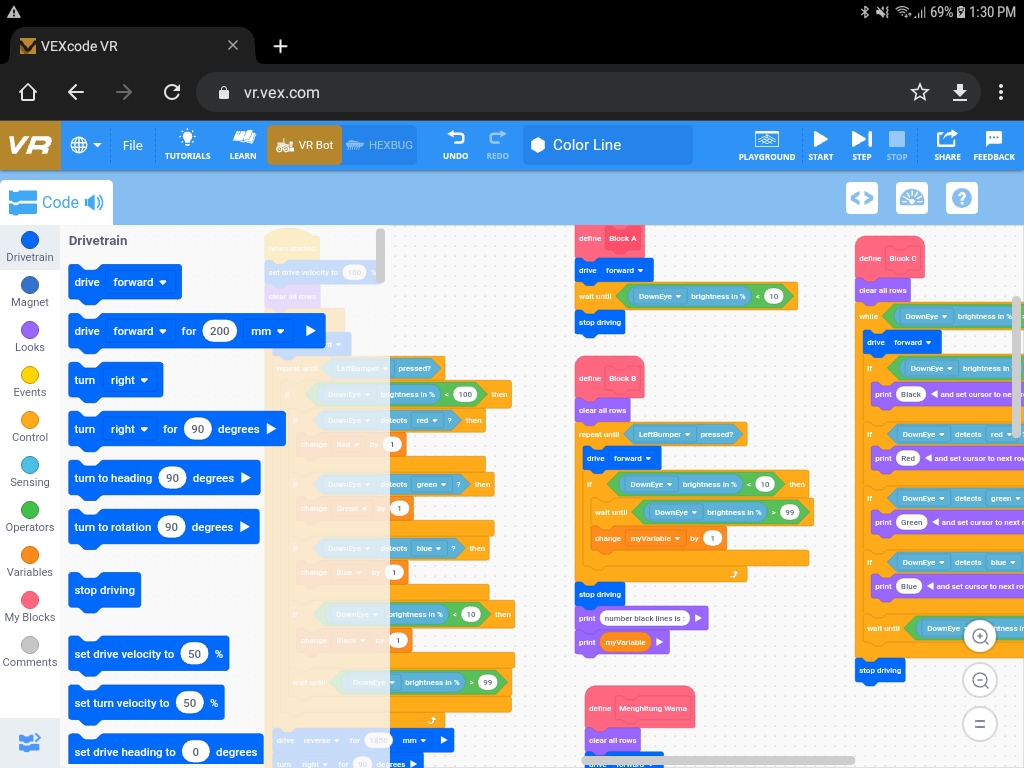 69% 1:30 PM
VEXcode VR
vr.vex.com
VR
File
TUTORIALS
LEARN
VR Bot
HEXBUG
UNDO
REDO
Color Line
PLAYGROUND
START
STEP
STOP
SHARE
FEEDBACK
Code
Drivetrain
Magnet
Looks
Events
Control
Sensing
Operators
Variables
My Blocks
Comments
Drivetrain
drive forward
drive forward for 200 mm
turn right
turn right for 90 degrees
turn to heading 90 degrees
turn to rotation 90 degrees
stop driving
set drive velocity to 50 %
set turn velocity to 50 %
set drive heading to 0 degrees
when started
set drive velocity to 100 %
clear all rows
repeat until LeftBumper pressed?
if DownEye brightness in % < 100 then
DownEye detects red ? then
change Red by 1
if DownEye detects green ? then
change Green by 1
if DownEye detects blue ? then
change Blue by 1
if DownEye brightness in % < 10 then
change Black by 1
wait until DownEye brightness in % > 99
drive reverse for mm
turn right for 90 degrees
define Block A
drive forward
wait until DownEye brightness in % < 10
stop driving
define Block B
clear all rows
repeat until LeftBumper pressed?
drive forward
if DownEye brightness in % < 10 then
wait until DownEye brightness in % > 99
change myVariable by 1
stop driving
print number black lines is :
print myVariable
define Menghitung Warna
clear all rows
drive forward
define Block C
clear all rows
while DownEye brightness in %
drive forward
if DownEye brightness in
print Black and set cursor to next row
if DownEye detects red
print Red and set cursor to next row
if DownEye detects green
print Green and set cursor to next ro
if DownEye detects blue
print Blue and set cursor to next row
wait until DownEye brightness in
stop driving